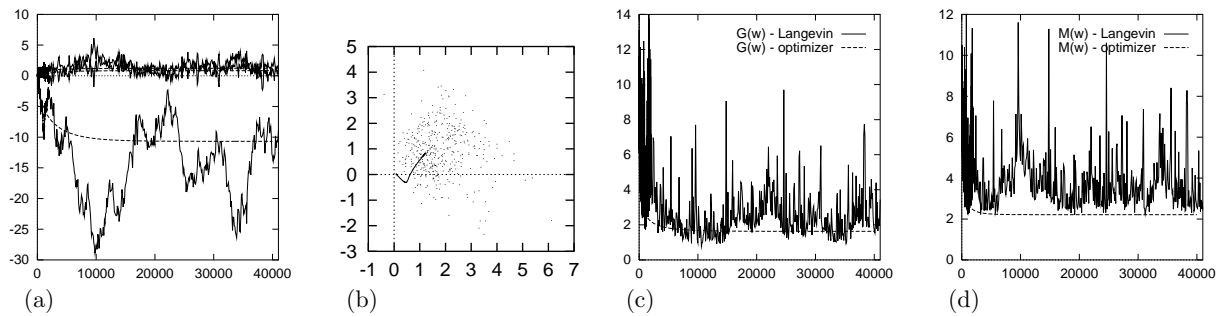 10
5
0
-5
-10
-15
-20
-25
-30
0 10000 20000 30000 40000
(a)
5
4
3
2
1
0
-1
-2
-3
-1 0 1 2 3 4 5 6 7
(b)
14
12
10
8
6
4
2
0
G(w) - Langevin
G(w) - optimizer
0 10000 20000 30000 40000
(c)
12
10
8
6
4
2
0
M(w) - Langevin
M(w) - optimizer
0 10000 20000 30000 40000
(d)